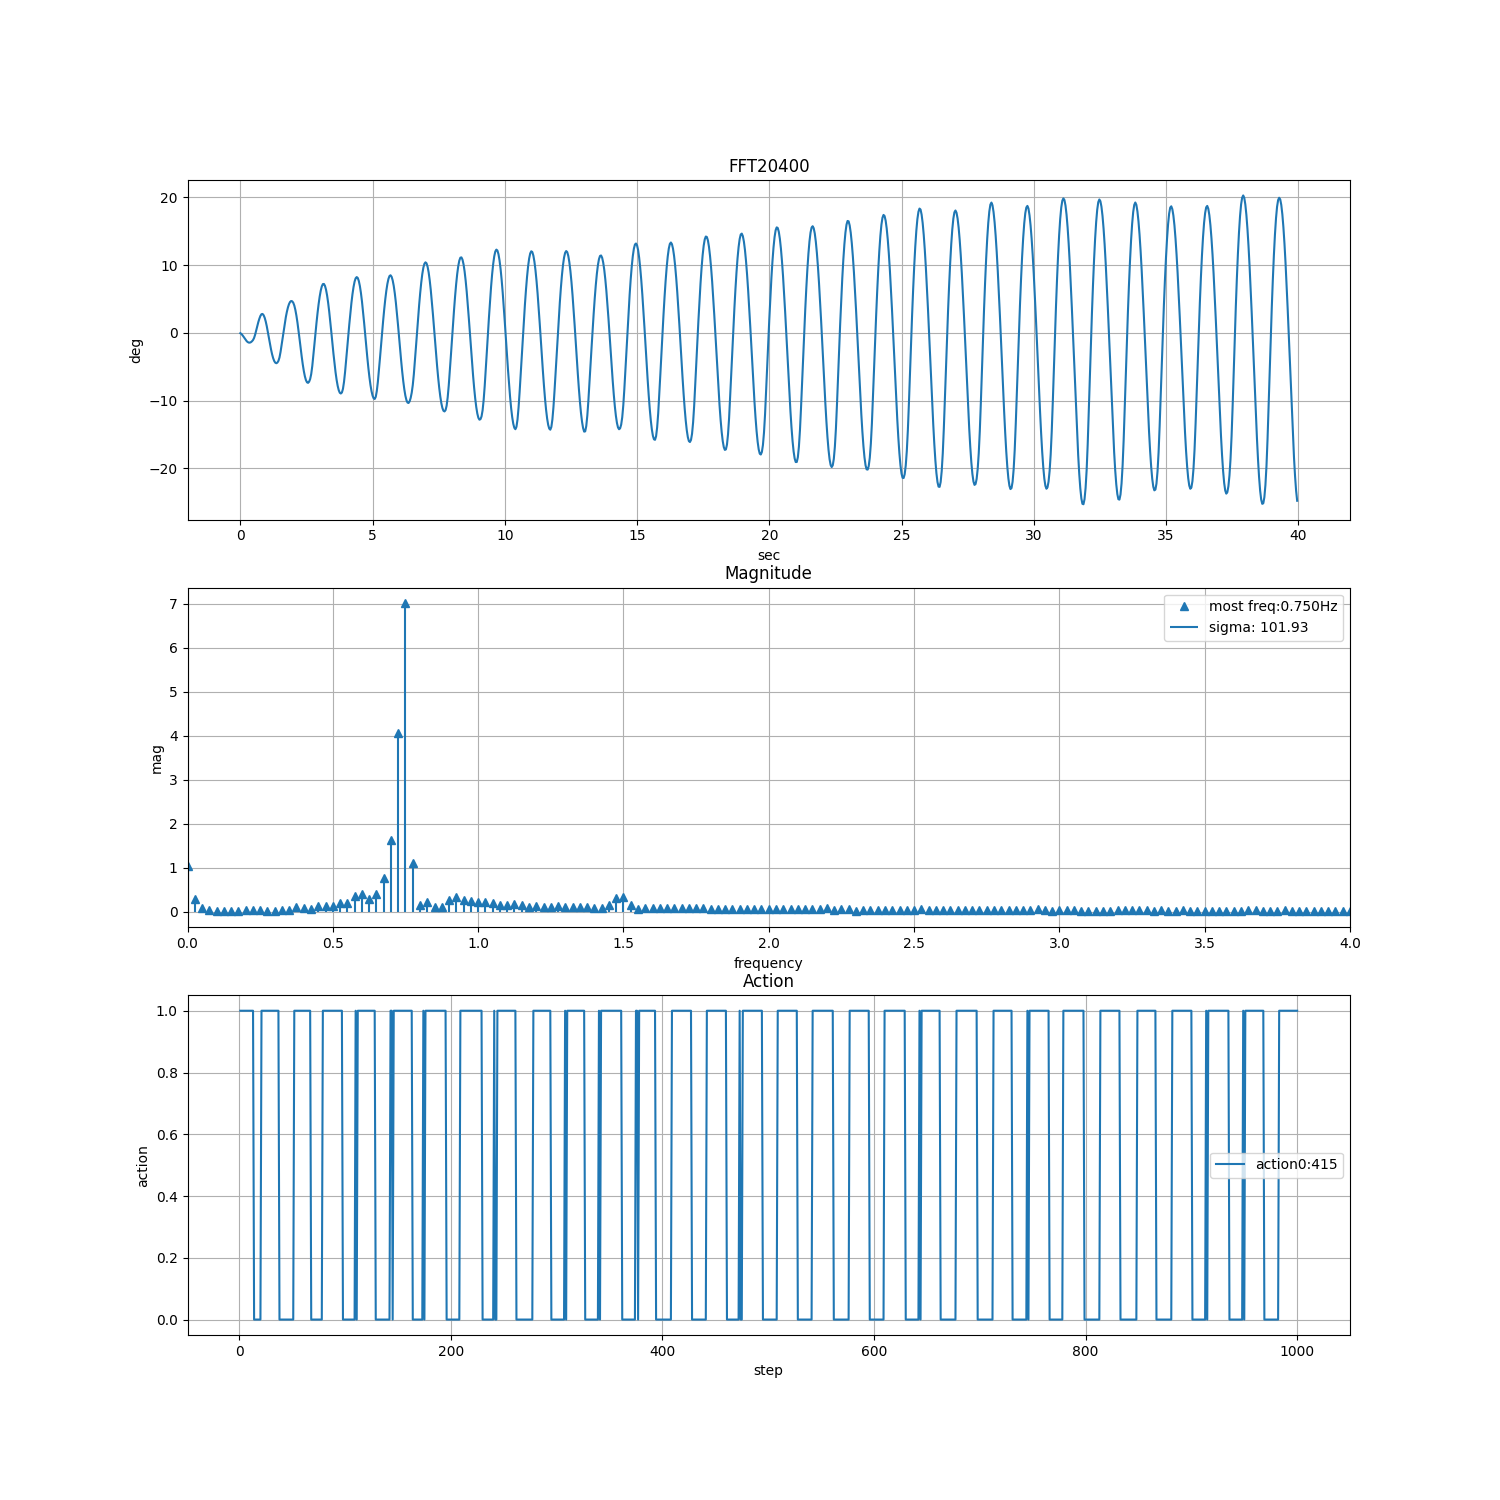 FFT20400
20
10
0
−10
−20
deg
0 5 10 15 20 25 30 35 40
sec
Magnitude
7
6
5
4
3
2
1
0
mag
most freq:0.750Hz
sigma: 101.93
0.0 0.5 1.0 1.5 2.0 2.5 3.0 3.5 4.0
frequency
Action
1.0
0.8
0.6
0.4
0.2
0.0
action
action0:415
0 200 400 600 800 1000
step